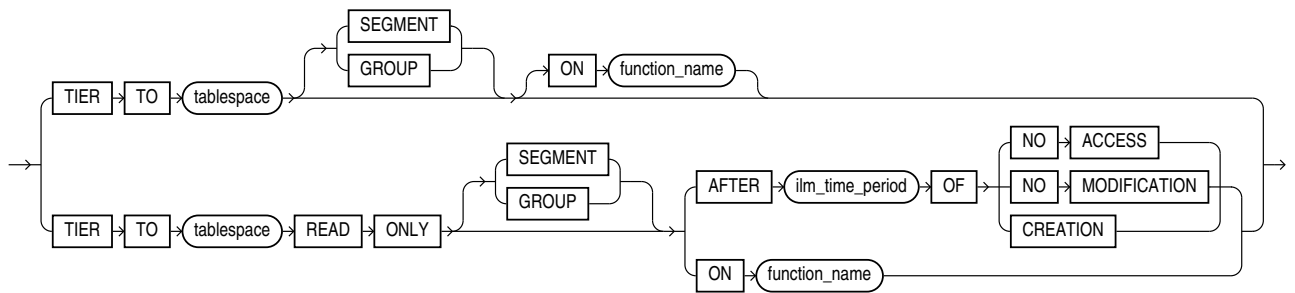 SEGMENT
GROUP
ON function_name
TIER TO tablespace
SEGMENT
GROUP
NO ACCESS
AFTER ilm_time_period OF NO MODIFICATION
CREATION
TIER TO tablespace READ ONLY
ON function_name